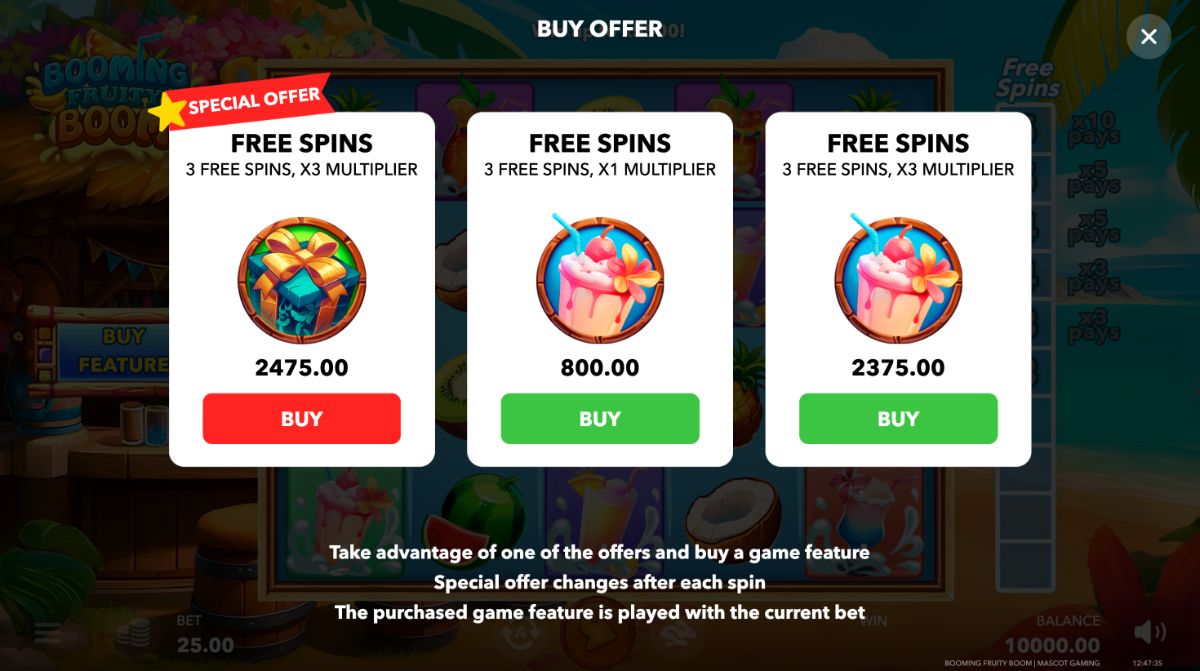 BUY OFFER
BOOMING
FRUITY
BOOM
Free
Spins
SPECIAL OFFER
FREE SPINS
3 FREE SPINS, X3 MULTIPLIER
2475.00
BUY
FREE SPINS
3 FREE SPINS, X1 MULTIPLIER
800.00
BUY
FREE SPINS
3 FREE SPINS, X3 MULTIPLIER
2375.00
BUY
x10
pays
x5
pays
x5
pays
x3
pays
x3
pays
BUY
FEATURE
Take advantage of one of the offers and buy a game feature
Special offer changes after each spin
The purchased game feature is played with the current bet
BET
25.00
WIN
BALANCE
10000.00
BOOMING FRUITY BOOM | MASCOT GAMING
12:47:35